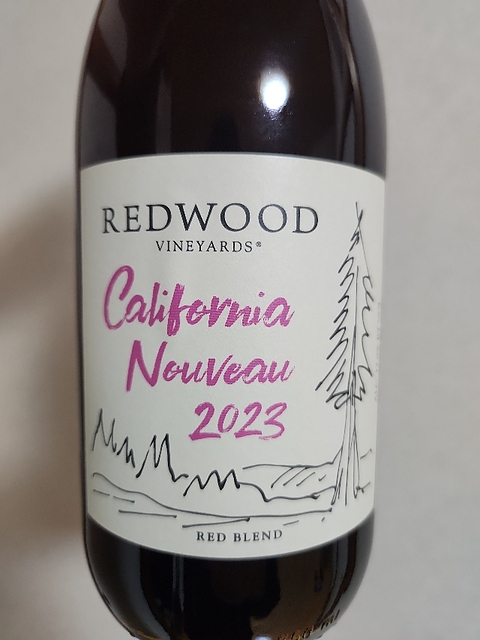 REDWOOD
VINEYARDS®
California
Nouveau
2023
RED BLEND